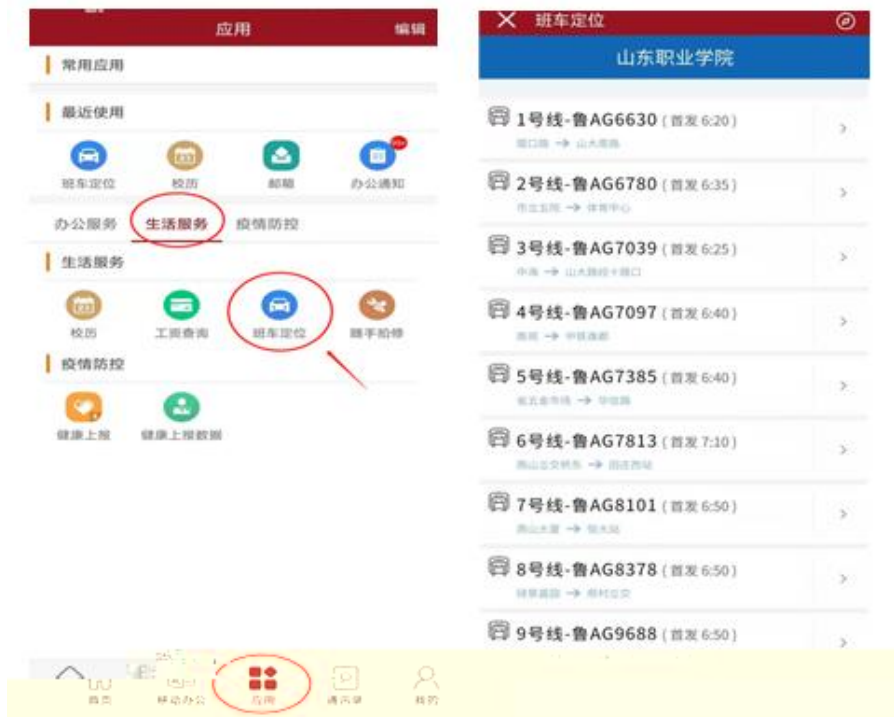 应用 编辑
常用应用
最近使用
班车定位 校历 邮箱 办公通知
办公服务 生活服务 疫情防控
生活服务
校历 工资查询 班车定位 随手拍修
疫情防控
健康上报 健康上报数据
首页 移动办公 应用 通讯录 我的
班车定位
山东职业学院
1号线-鲁AG6630 (首发 6:20)
2号线-鲁AG6780 (首发 6:35)
市立五院 → 体育中心
3号线-鲁AG7039 (首发 6:25)
4号线-鲁AG7097 (首发 6:40)
5号线-鲁AG7385 (首发 6:40)
6号线-鲁AG7813 (首发 7:10)
7号线-鲁AG8101 (首发 6:50)
8号线-鲁AG8378 (首发 6:50)
9号线-鲁AG9688 (首发 6:50)